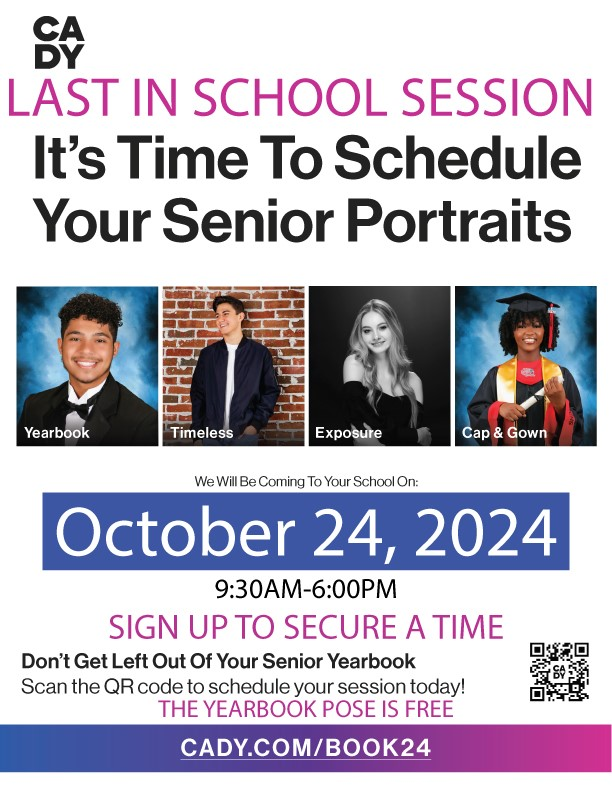 CA
DY
LAST IN SCHOOL SESSION
It's Time To Schedule
Your Senior Portraits
Yearbook
Timeless
Exposure
Cap & Gown
We Will Be Coming To Your School On:
October 24, 2024
9:30AM-6:00PM
SIGN UP TO SECURE A TIME
Don't Get Left Out Of Your Senior Yearbook
Scan the QR code to schedule your session today!
CA
DY
THE YEARBOOK POSE IS FREE
CADY.COM/BOOK24